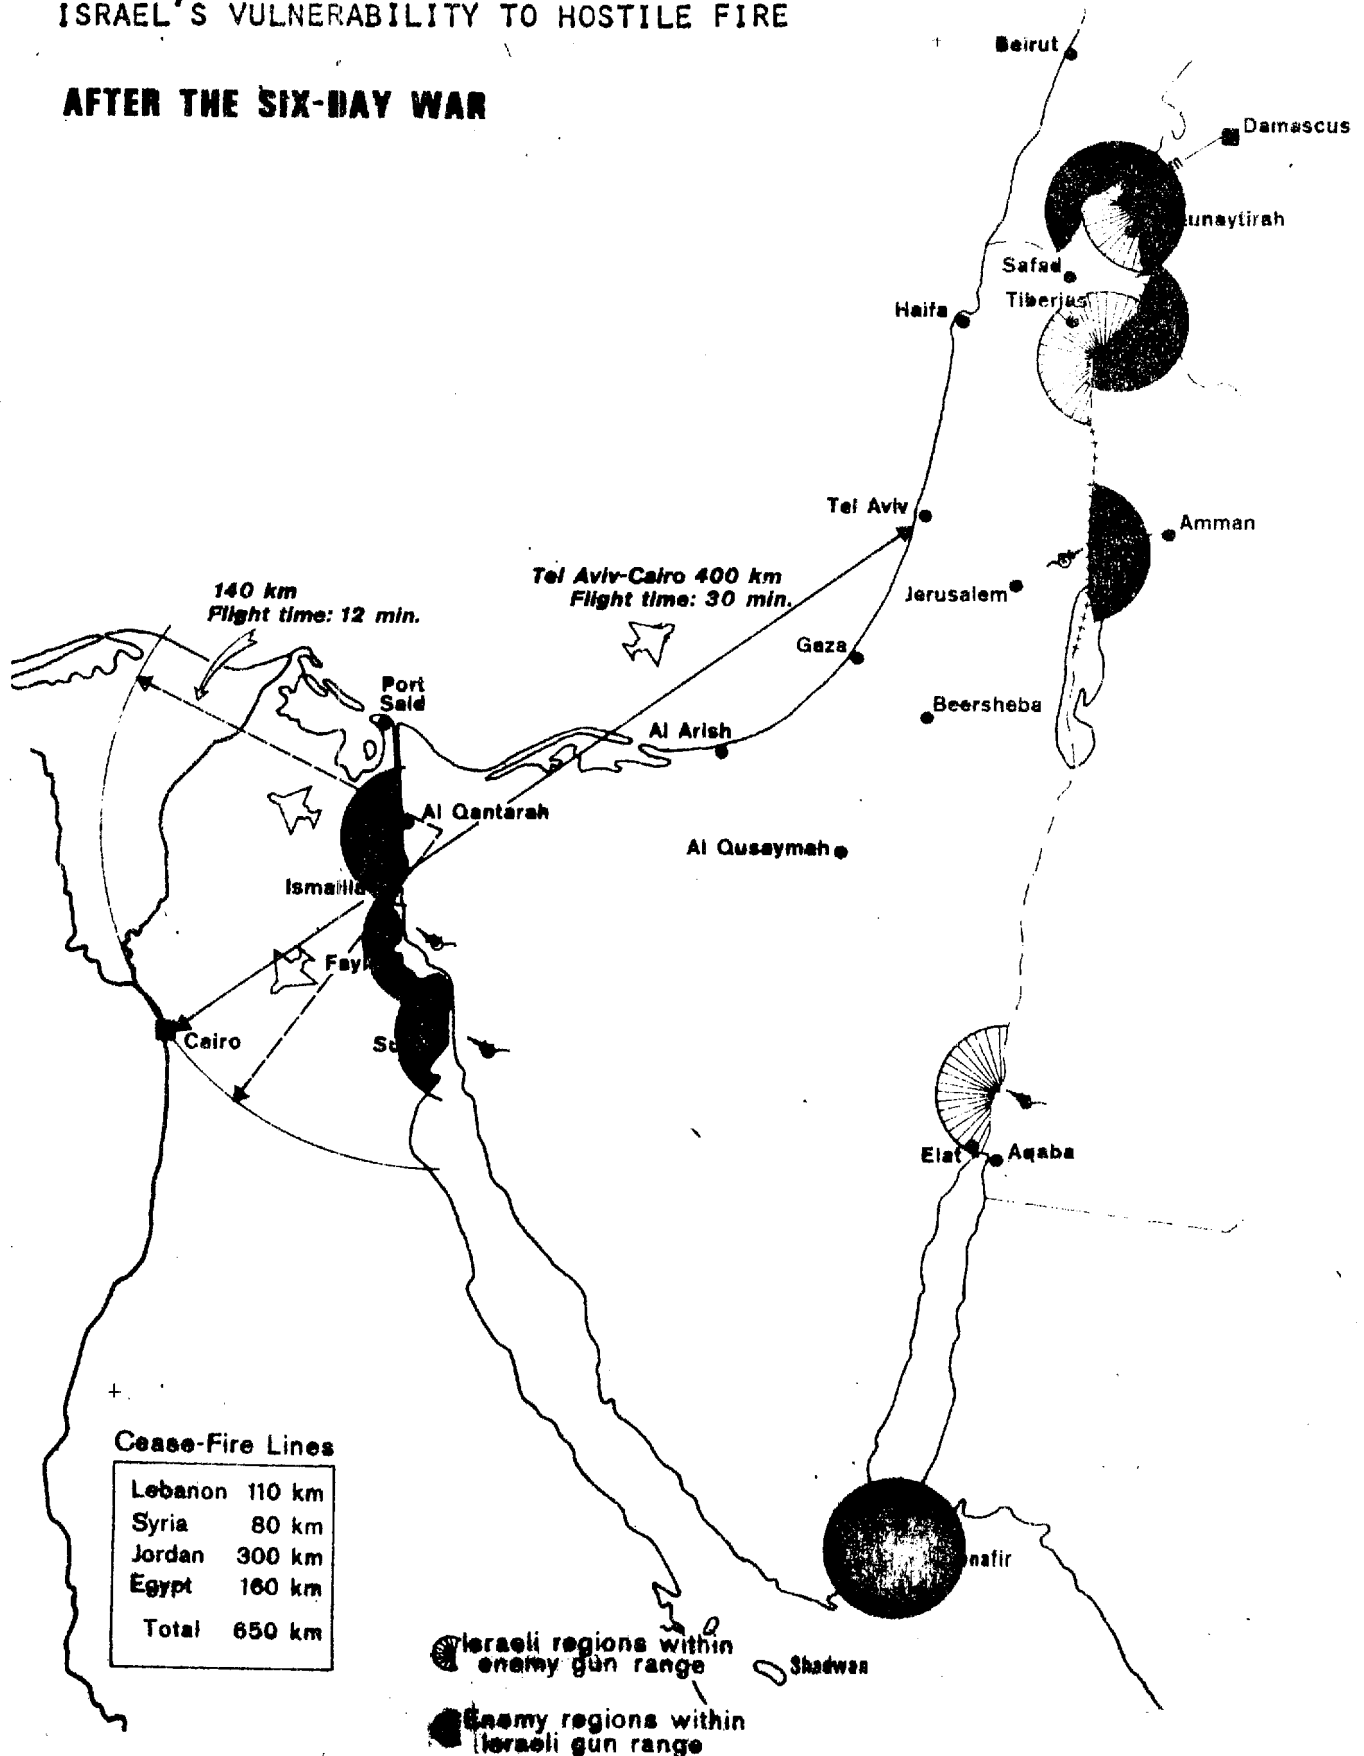 ISRAEL'S VULNERABILITY TO HOSTILE FIRE
AFTER THE SIX-DAY WAR
Beirut
Damascus
unaytirah
Safad
Tiberias
Haifa
Tel Aviv
Amman
140 km
Flight time: 12 min.
Tel Aviv-Cairo 400 km
Flight time: 30 min.
Jerusalem
Gaza
Port
Said
Beersheba
Al Arish
Al Qantarah
Al Qusaymah
Ismailia
Fayi
Cairo
Su
Elat
Aqaba
Cease-Fire Lines
Lebanon 110 km
Syria 80 km
Jordan 300 km
Egypt 160 km
Total 650 km
nafir
Israeli regions within
enemy gun range
Shadwan
Enemy regions within
Israeli gun range